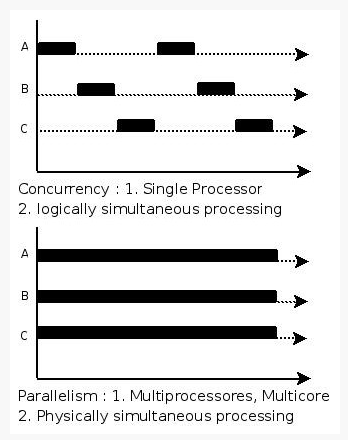 A
B
C
Concurrency : 1. Single Processor
2. logically simultaneous processing
A
B
C
Parallelism : 1. Multiprocessores, Multicore
2. Physically simultaneous processing